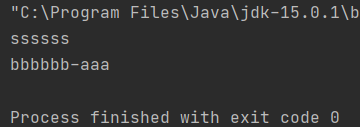 "C:\Program Files\Java\jdk-15.0.1\b
ssssss
bbbbbb-aaa
Process finished with exit code 0